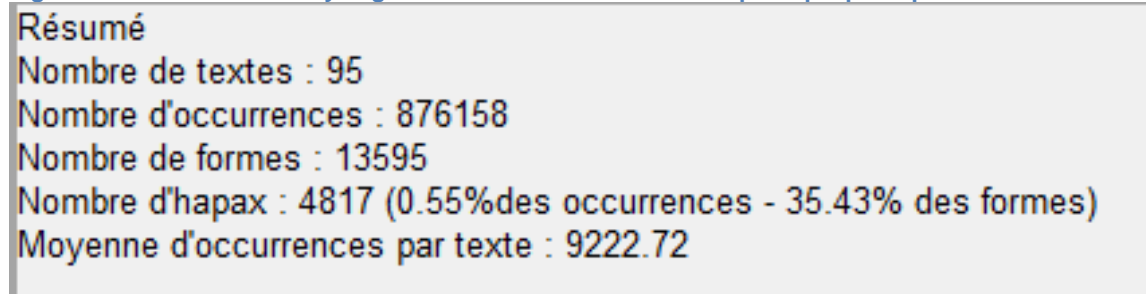 Résumé
Nombre de textes : 95
Nombre d'occurrences : 876158
Nombre de formes : 13595
Nombre d'hapax : 4817 (0.55%des occurrences - 35.43% des formes)
Moyenne d'occurrences par texte : 9222.72